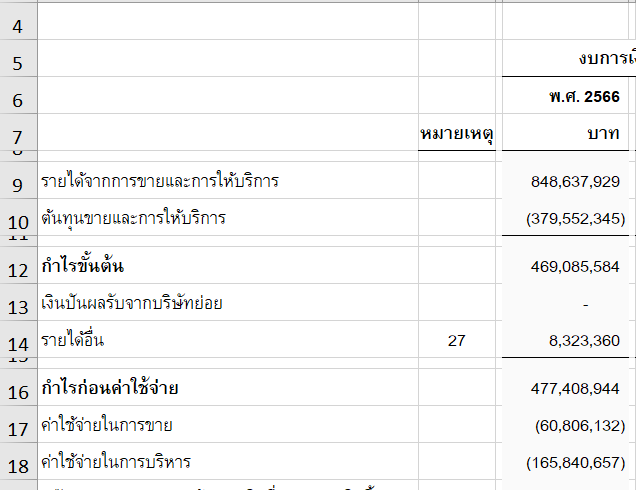 4
5 งบการเ
6 พ.ศ. 2566
7 หมายเหตุ บาท
9 รายได้จากการขายและการให้บริการ 848,637,929
10 ต้นทุนขายและการให้บริการ (379,552,345)
12 กำไรขั้นต้น 469,085,584
13 เงินปันผลรับจากบริษัทย่อย -
14 รายได้อื่น 27 8,323,360
16 กำไรก่อนค่าใช้จ่าย 477,408,944
17 ค่าใช้จ่ายในการขาย (60,806,132)
18 ค่าใช้จ่ายในการบริหาร (165,840,657)